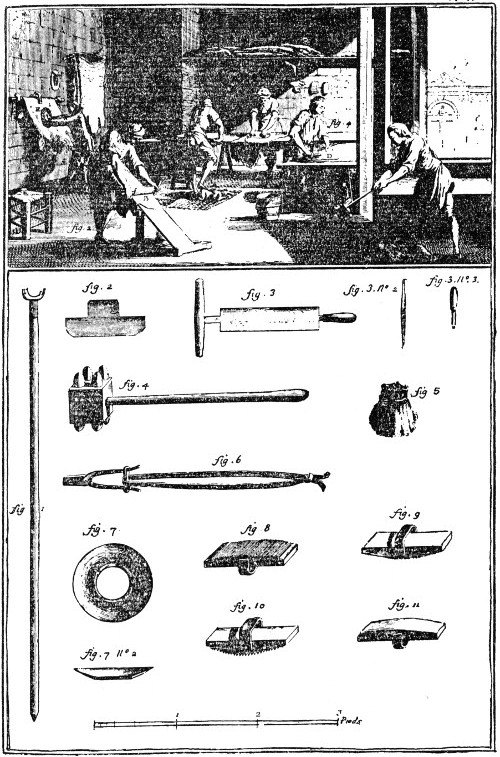 fig. 4
fig. 2
D
B
fig. 2
fig. 3
fig. 3. No. 2
fig. 3. No. 3.
fig. 4
fig 5
fig. 6
fig 1
fig. 7
fig 8
fig. 9
fig. 10
fig. 11
fig. 7 No 2
1 2 3 Pieds